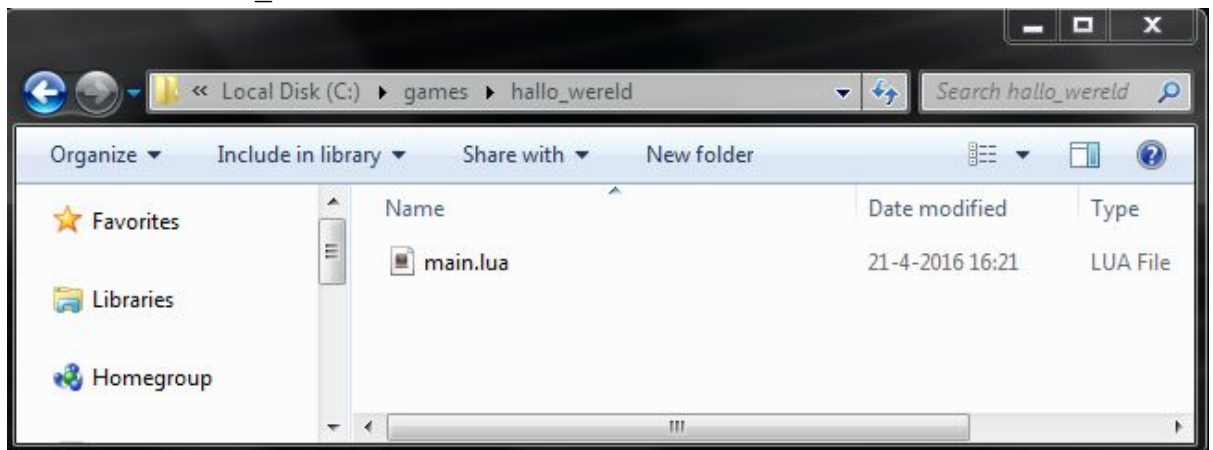 _
« Local Disk (C:) ▸ games ▸ hallo_wereld Search hallo_wereld
Organize Include in library Share with New folder
Favorites Name Date modified Type
main.lua 21-4-2016 16:21 LUA File
Libraries
Homegroup